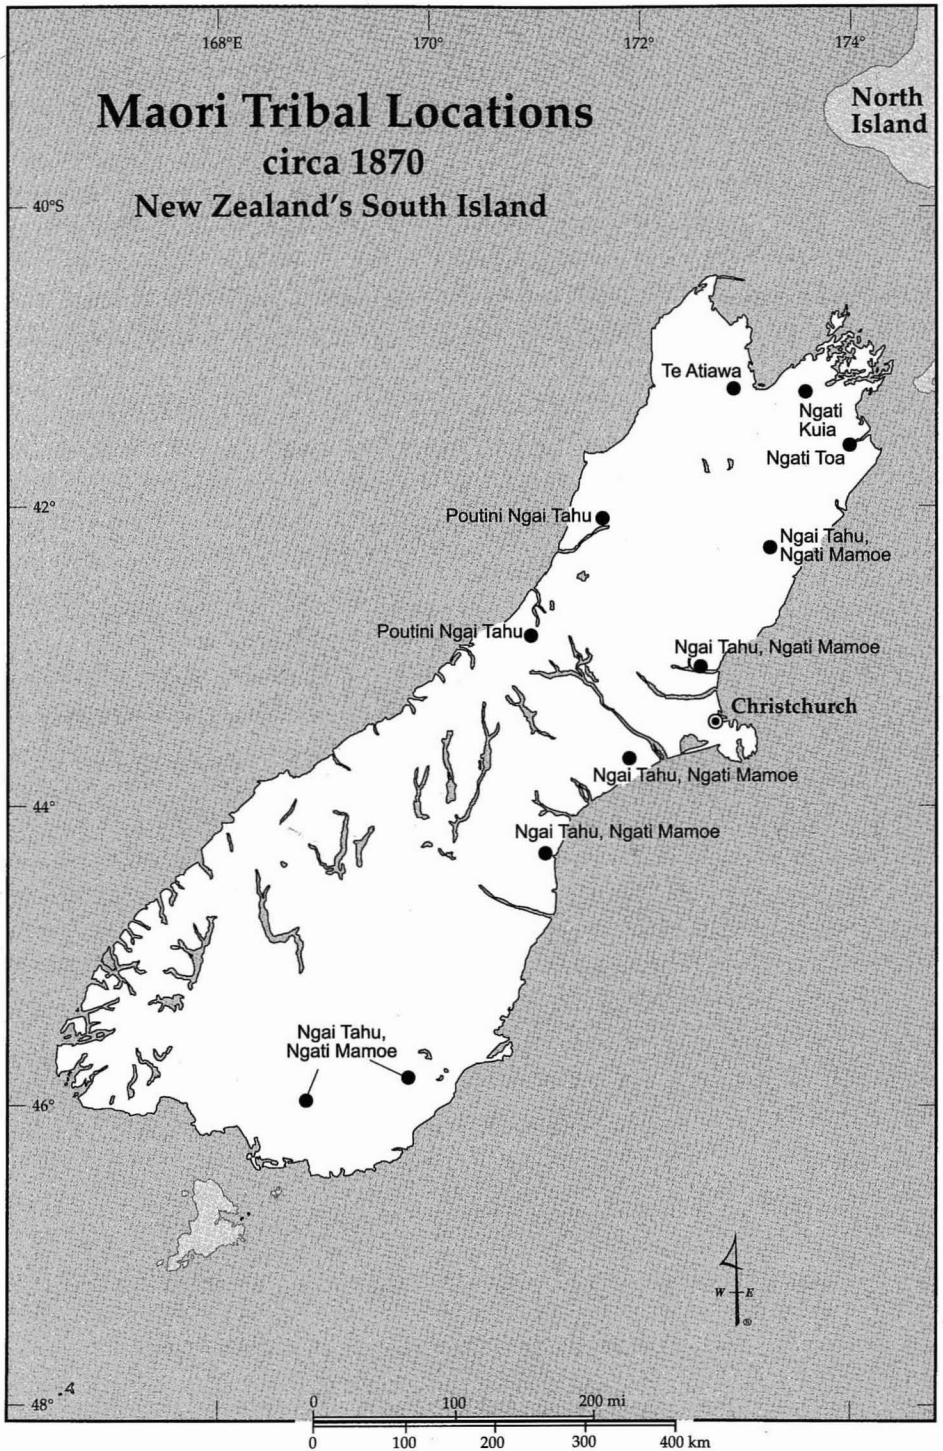 168°E 170° 172° 174°
Maori Tribal Locations
circa 1870
New Zealand's South Island
North
Island
40°S
Te Atiawa
Ngati
Kuia
Ngati Toa
42°
Poutini Ngai Tahu
Ngai Tahu,
Ngati Mamoe
Poutini Ngai Tahu
Ngai Tahu, Ngati Mamoe
Christchurch
Ngai Tahu, Ngati Mamoe
44°
Ngai Tahu, Ngati Mamoe
Ngai Tahu,
Ngati Mamoe
46°
W E
®
48°
0 100 200 mi
0 100 200 300 400 km